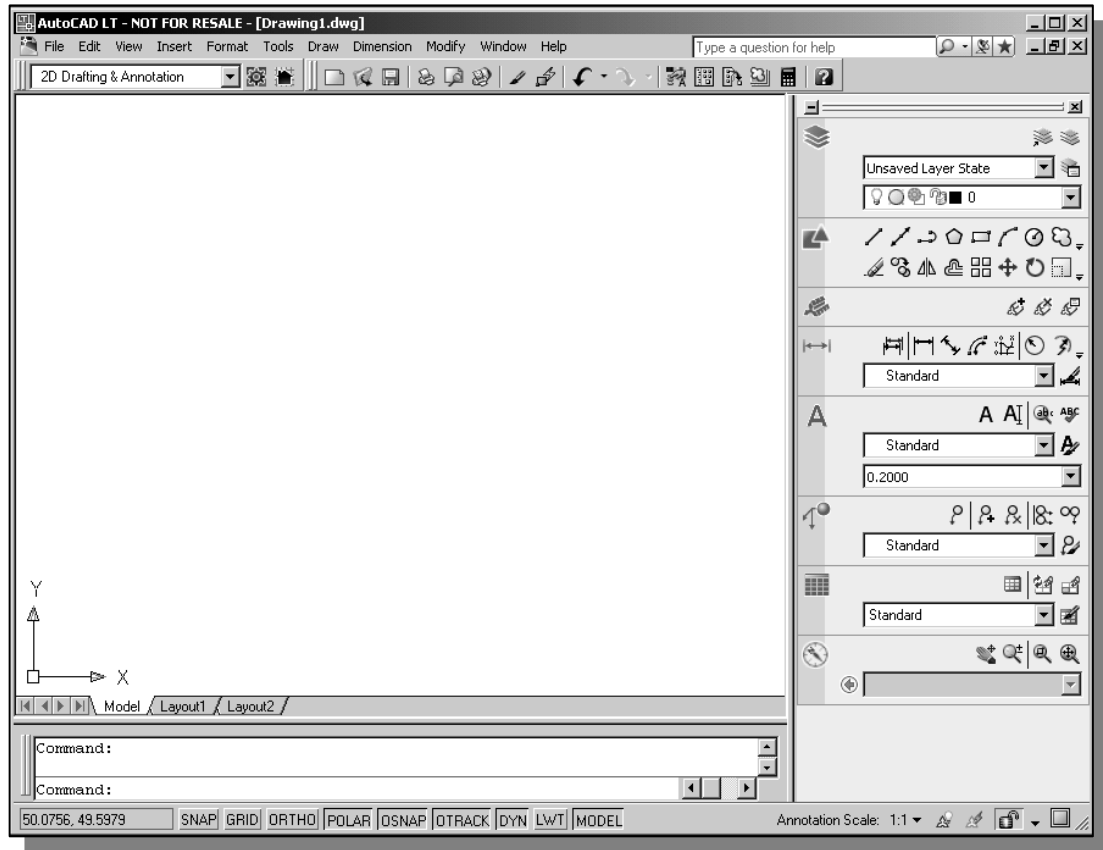 AutoCAD LT - NOT FOR RESALE - [Drawing1.dwg]
File Edit View Insert Format Tools Draw Dimension Modify Window Help
Type a question for help
2D Drafting & Annotation
Unsaved Layer State
0
Standard
A AI ab ABC
Standard
0.2000
Standard
Standard
Y
X
Model Layout1 Layout2
Command:
Command:
50.0756, 49.5979 SNAP GRID ORTHO POLAR OSNAP OTRACK DYN LWT MODEL Annotation Scale: 1:1